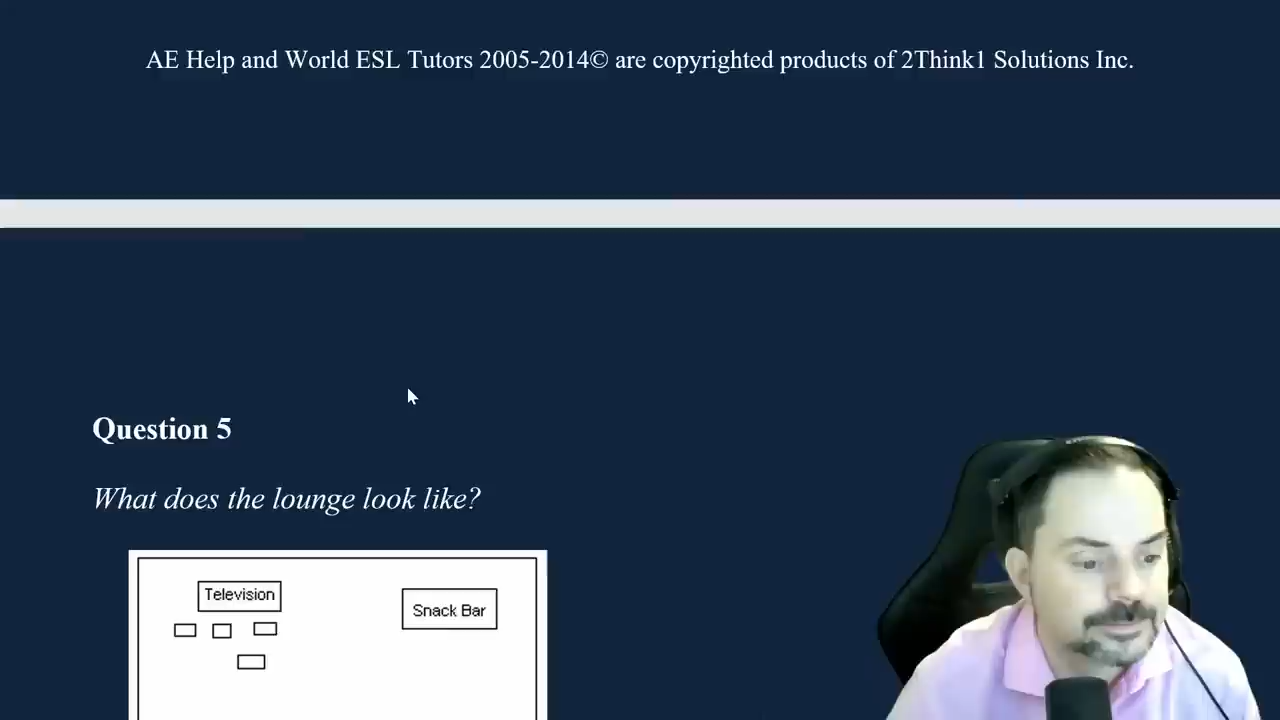 AE Help and World ESL Tutors 2005-2014© are copyrighted products of 2Think1 Solutions Inc.
Question 5
What does the lounge look like?
Television
Snack Bar